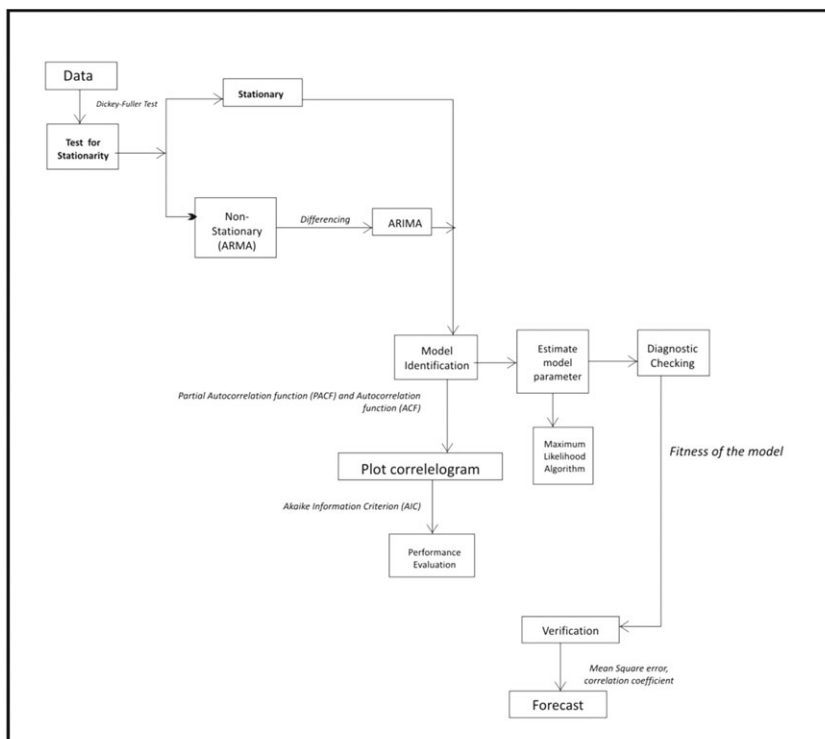 Data
Dickey-Fuller Test
Stationary
Test for
Stationarity
Non-
Stationary
(ARMA)
Differencing
ARIMA
Model
Identification
Estimate
model
parameter
Diagnostic
Checking
Partial Autocorrelation function (PACF) and Autocorrelation
function (ACF)
Maximum
Likelihood
Algorithm
Fitness of the model
Plot correlelogram
Akaike Information Criterion (AIC)
Performance
Evaluation
Verification
Mean Square error,
correlation coefficient
Forecast